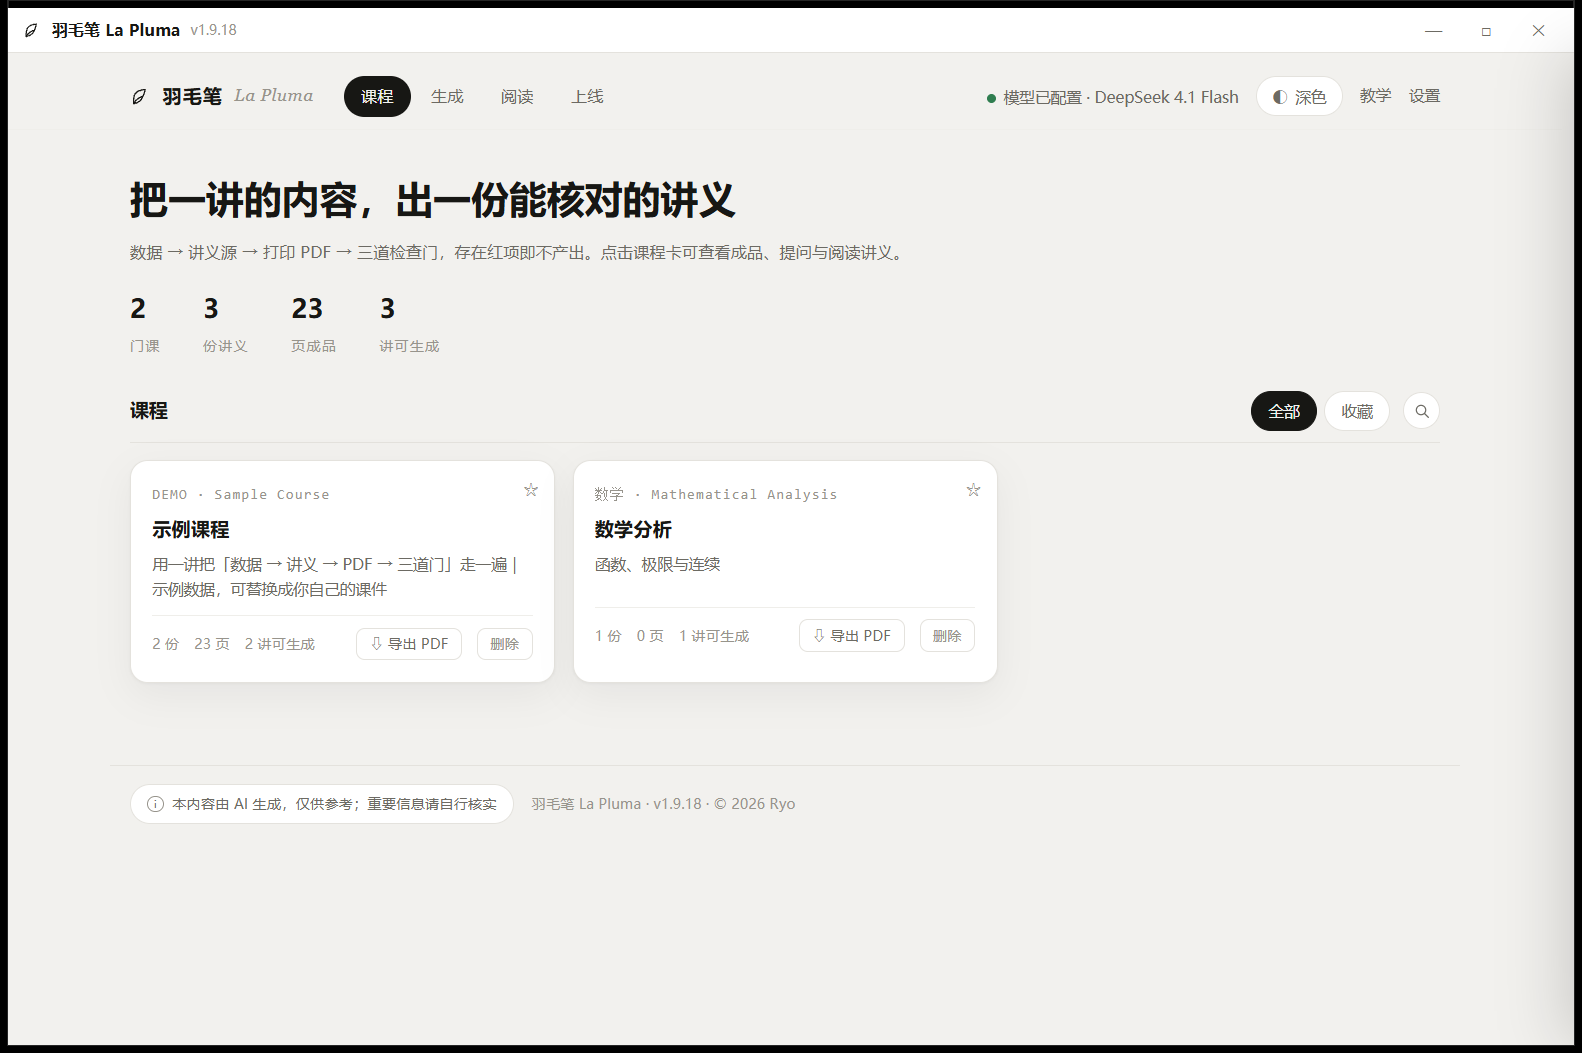 羽毛笔 La Pluma v1.9.18
羽毛笔 La Pluma 课程 生成 阅读 上线 模型已配置 · DeepSeek 4.1 Flash 深色 教学 设置
把一讲的内容，出一份能核对的讲义
数据 → 讲义源 → 打印 PDF → 三道检查门，存在红项即不产出。点击课程卡可查看成品、提问与阅读讲义。
2 3 23 3
门课 份讲义 页成品 讲可生成
课程 全部 收藏
DEMO · Sample Course
示例课程
用一讲把「数据 → 讲义 → PDF → 三道门」走一遍｜
示例数据，可替换成你自己的课件
2 份 23 页 2 讲可生成 导出 PDF 删除
数学 · Mathematical Analysis
数学分析
函数、极限与连续
1 份 0 页 1 讲可生成 导出 PDF 删除
本内容由 AI 生成，仅供参考；重要信息请自行核实 羽毛笔 La Pluma · v1.9.18 · © 2026 Ryo